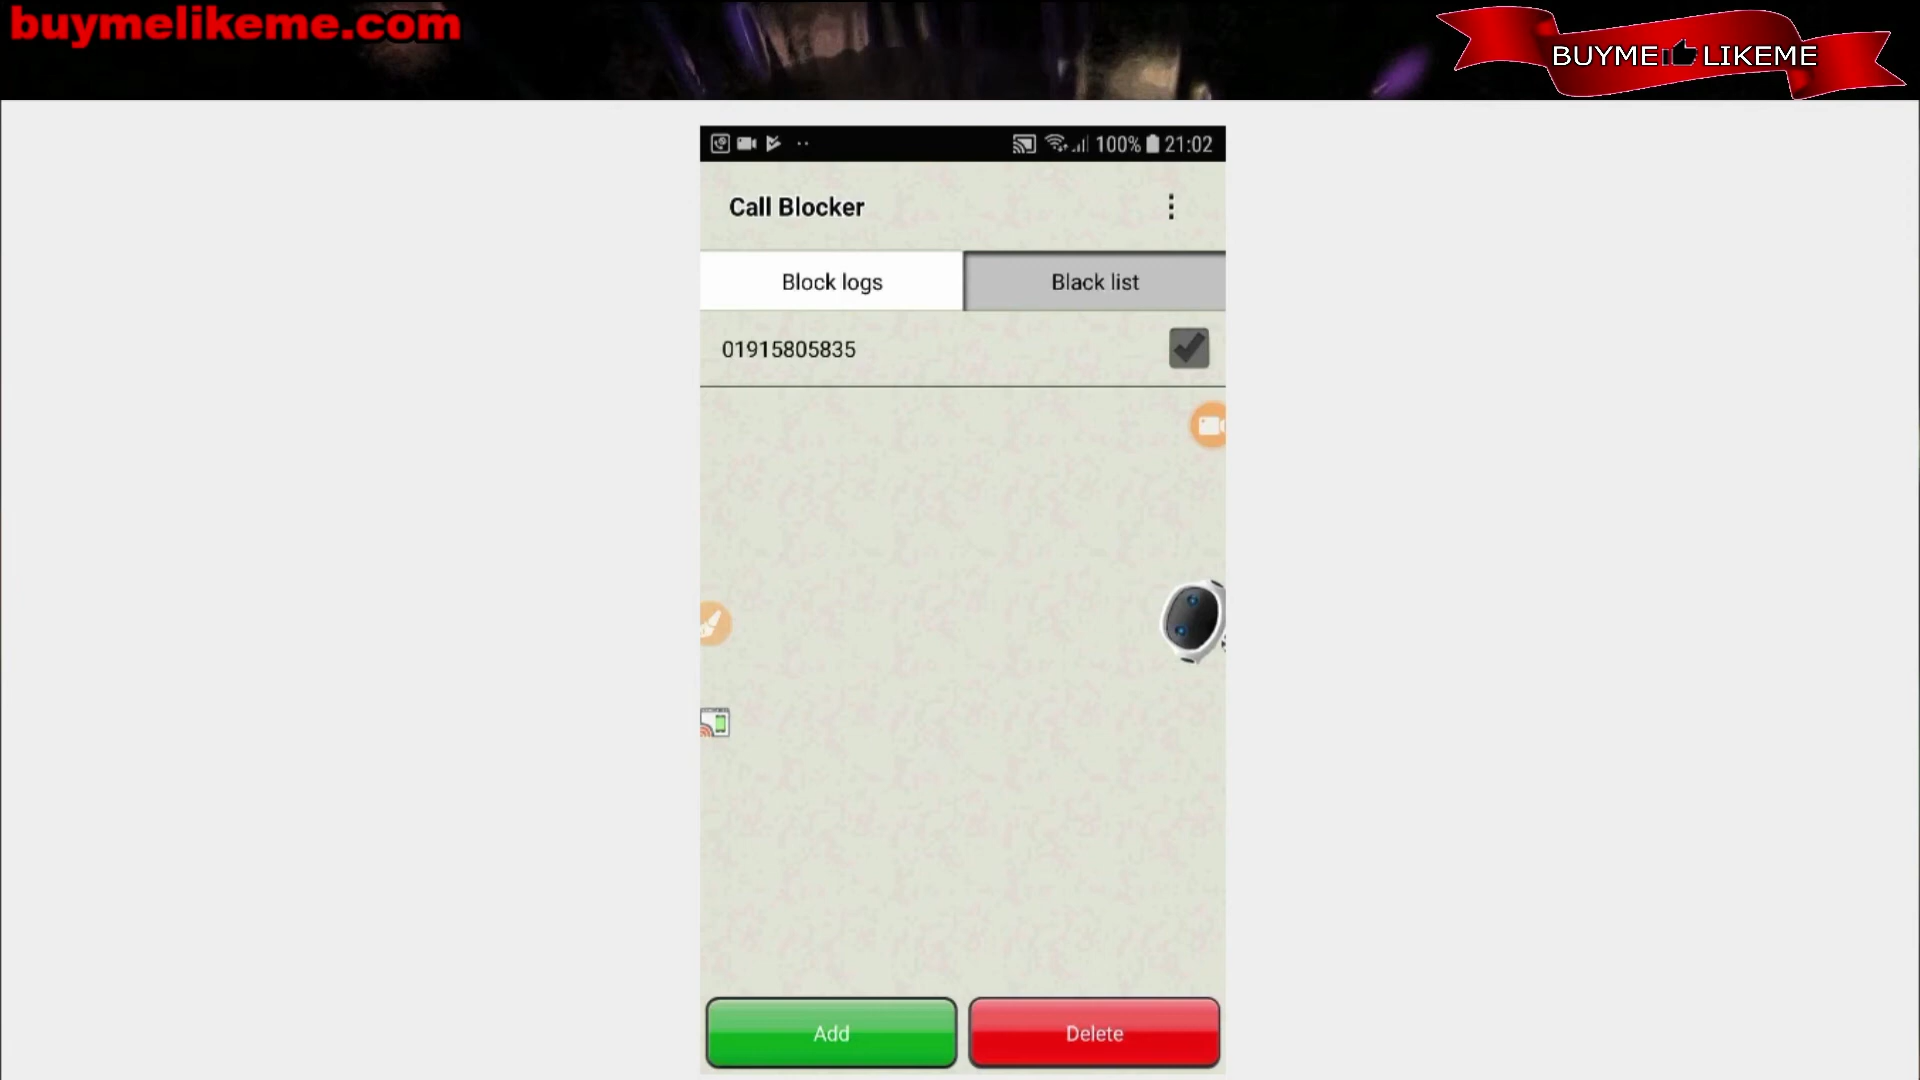 buymelikeme.com
BUYME LIKEME
100% 21:02
Call Blocker
Block logs
Black list
01915805835
Add
Delete